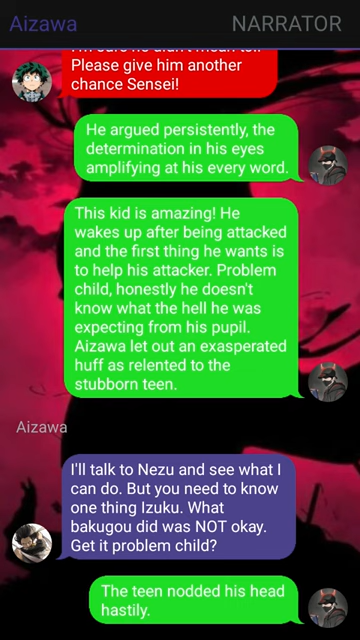 Aizawa
NARRATOR
Please give him another
chance Sensei!
He argued persistently, the
determination in his eyes
amplifying at his every word.
This kid is amazing! He
wakes up after being attacked
and the first thing he wants is
to help his attacker. Problem
child, honestly he doesn't
know what the hell he was
expecting from his pupil.
Aizawa let out an exasperated
huff as relented to the
stubborn teen.
Aizawa
I'll talk to Nezu and see what I
can do. But you need to know
one thing Izuku. What
bakugou did was NOT okay.
Get it problem child?
The teen nodded his head
hastily.